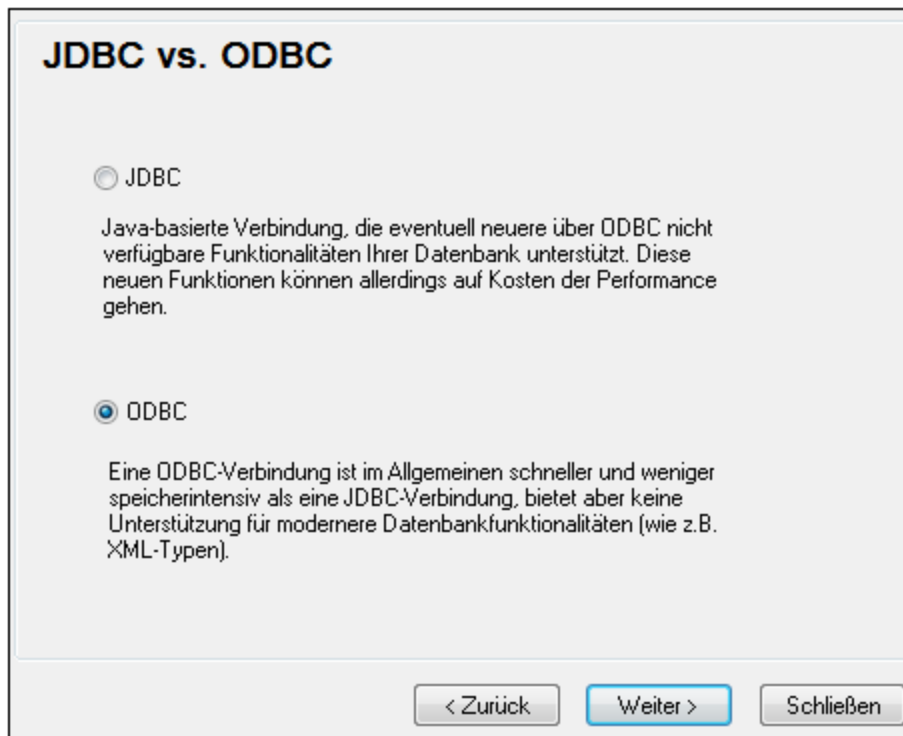 JDBC vs. ODBC
JDBC
Java-basierte Verbindung, die eventuell neuere über ODBC nicht
verfügbare Funktionalitäten Ihrer Datenbank unterstützt. Diese
neuen Funktionen können allerdings auf Kosten der Performance
gehen.
ODBC
Eine ODBC-Verbindung ist im Allgemeinen schneller und weniger
speicherintensiv als eine JDBC-Verbindung, bietet aber keine
Unterstützung für modernere Datenbankfunktionalitäten (wie z.B.
XML-Typen).
< Zurück Weiter > Schließen